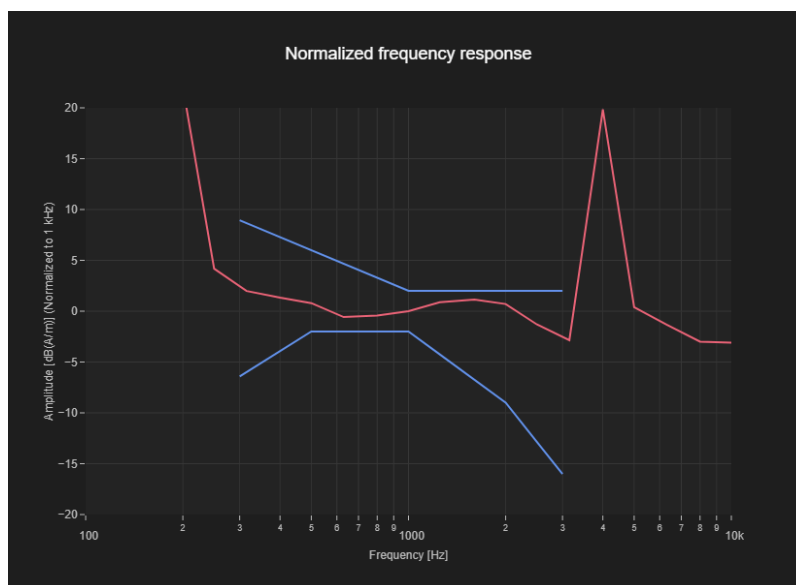 Normalized frequency response
20
15
10
5
0
−5
−10
−15
−20
Amplitude [dB(A/m)] (Normalized to 1 kHz)
100 2 3 4 5 6 7 8 9 1000 2 3 4 5 6 7 8 9 10k
Frequency [Hz]